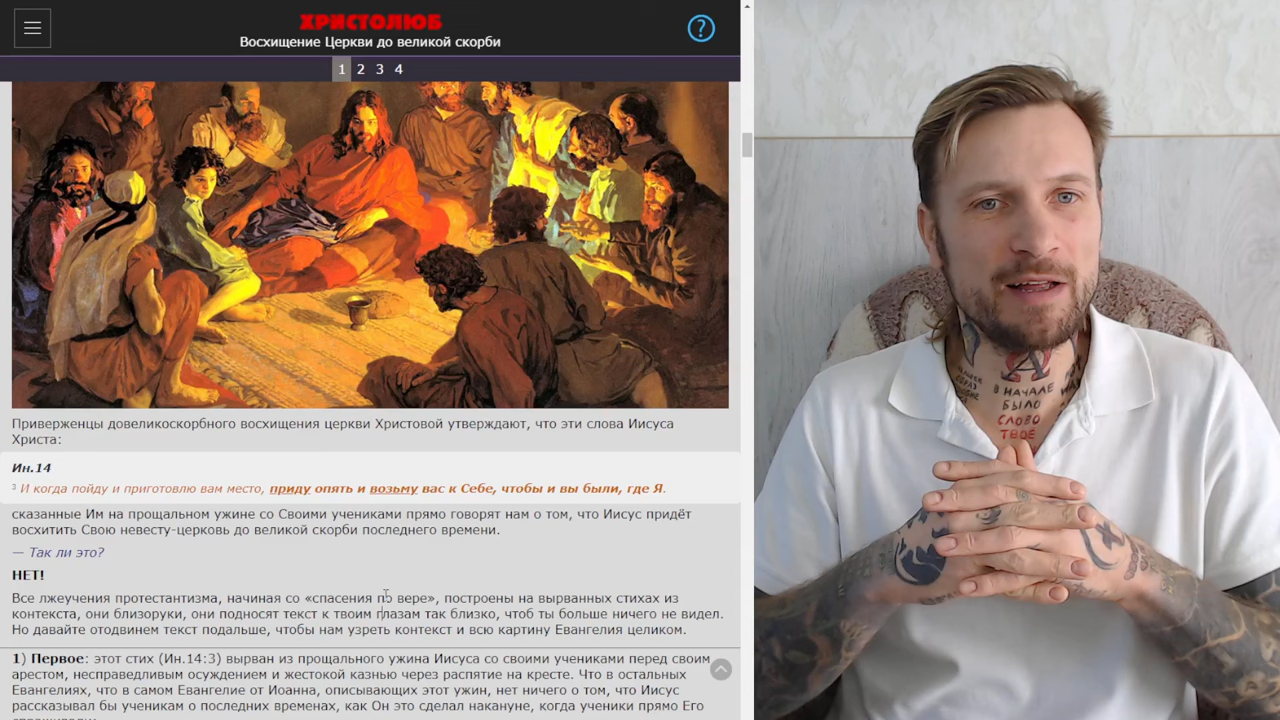 ХРИСТОЛЮБ
Восхищение Церкви до великой скорби
?
1 2 3 4
Приверженцы довеликоскорбного восхищения церкви Христовой утверждают, что эти слова Иисуса
Христа:
Ин.14
3 И когда пойду и приготовлю вам место, приду опять и возьму вас к Себе, чтобы и вы были, где Я.
сказанные Им на прощальном ужине со Своими учениками прямо говорят нам о том, что Иисус придёт
восхитить Свою невесту-церковь до великой скорби последнего времени.
— Так ли это?
НЕТ!
Все лжеучения протестантизма, начиная со «спасения по вере», построены на вырванных стихах из
контекста, они близоруки, они подносят текст к твоим глазам так близко, чтоб ты больше ничего не видел.
Но давайте отодвинем текст подальше, чтобы нам узреть контекст и всю картину Евангелия целиком.
1) Первое: этот стих (Ин.14:3) вырван из прощального ужина Иисуса со своими учениками перед своим
арестом, несправедливым осуждением и жестокой казнью через распятие на кресте. Что в остальных
Евангелиях, что в самом Евангелие от Иоанна, описывающих этот ужин, нет ничего о том, что Иисус
рассказывал бы ученикам о последних временах, как Он это сделал накануне, когда ученики прямо Его
В НАЧАЛЕ
БЫЛО
СЛОВО
ТВОЕ